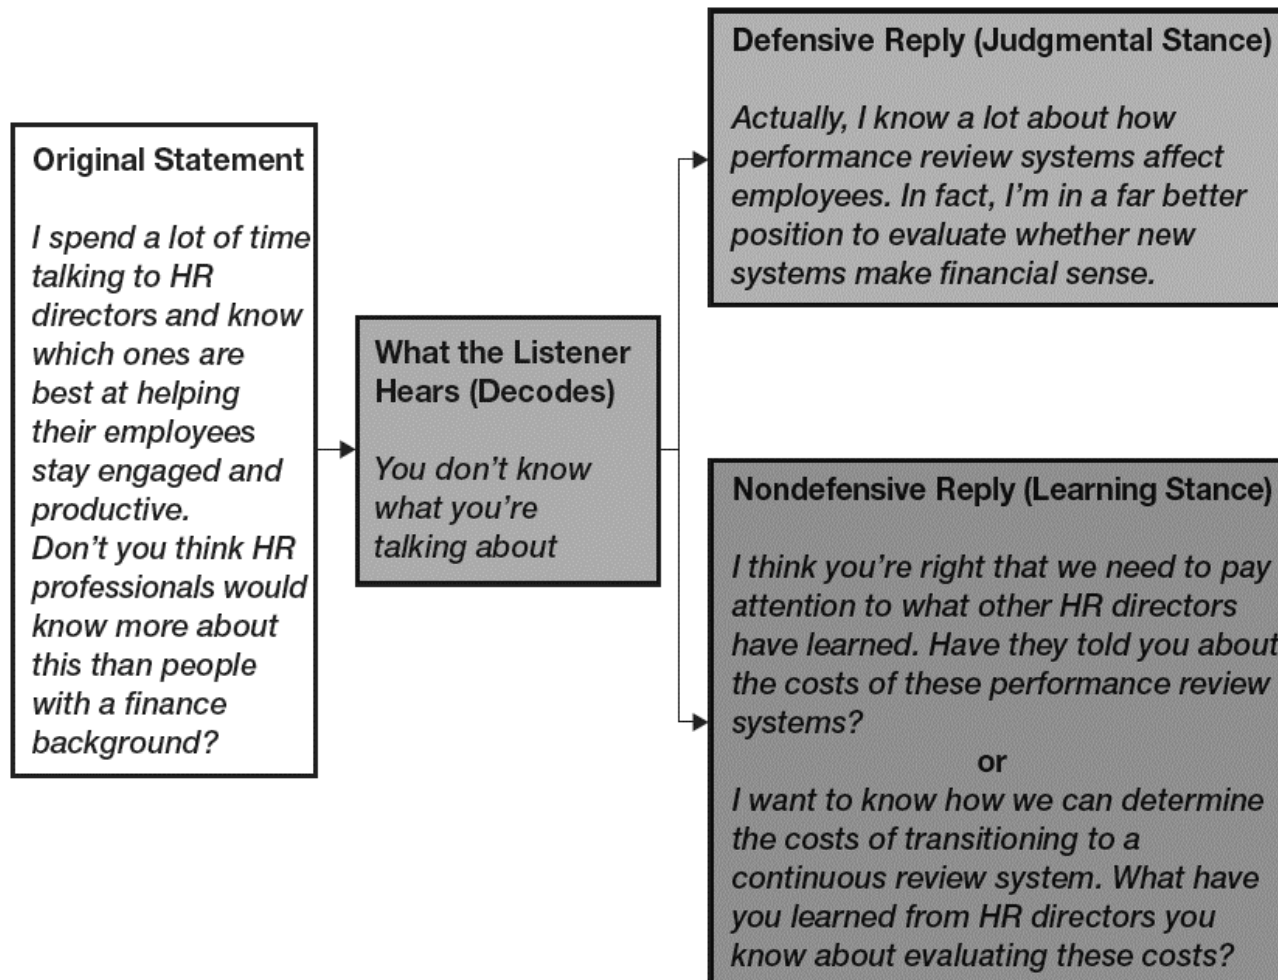 Original Statement
I spend a lot of time
talking to HR
directors and know
which ones are
best at helping
their employees
stay engaged and
productive.
Don’t you think HR
professionals would
know more about
this than people
with a finance
background?
What the Listener
Hears (Decodes)
You don’t know
what you’re
talking about
Defensive Reply (Judgmental Stance)
Actually, I know a lot about how
performance review systems affect
employees. In fact, I’m in a far better
position to evaluate whether new
systems make financial sense.
Nondefensive Reply (Learning Stance)
I think you’re right that we need to pay
attention to what other HR directors
have learned. Have they told you about
the costs of these performance review
systems?
or
I want to know how we can determine
the costs of transitioning to a
continuous review system. What have
you learned from HR directors you
know about evaluating these costs?